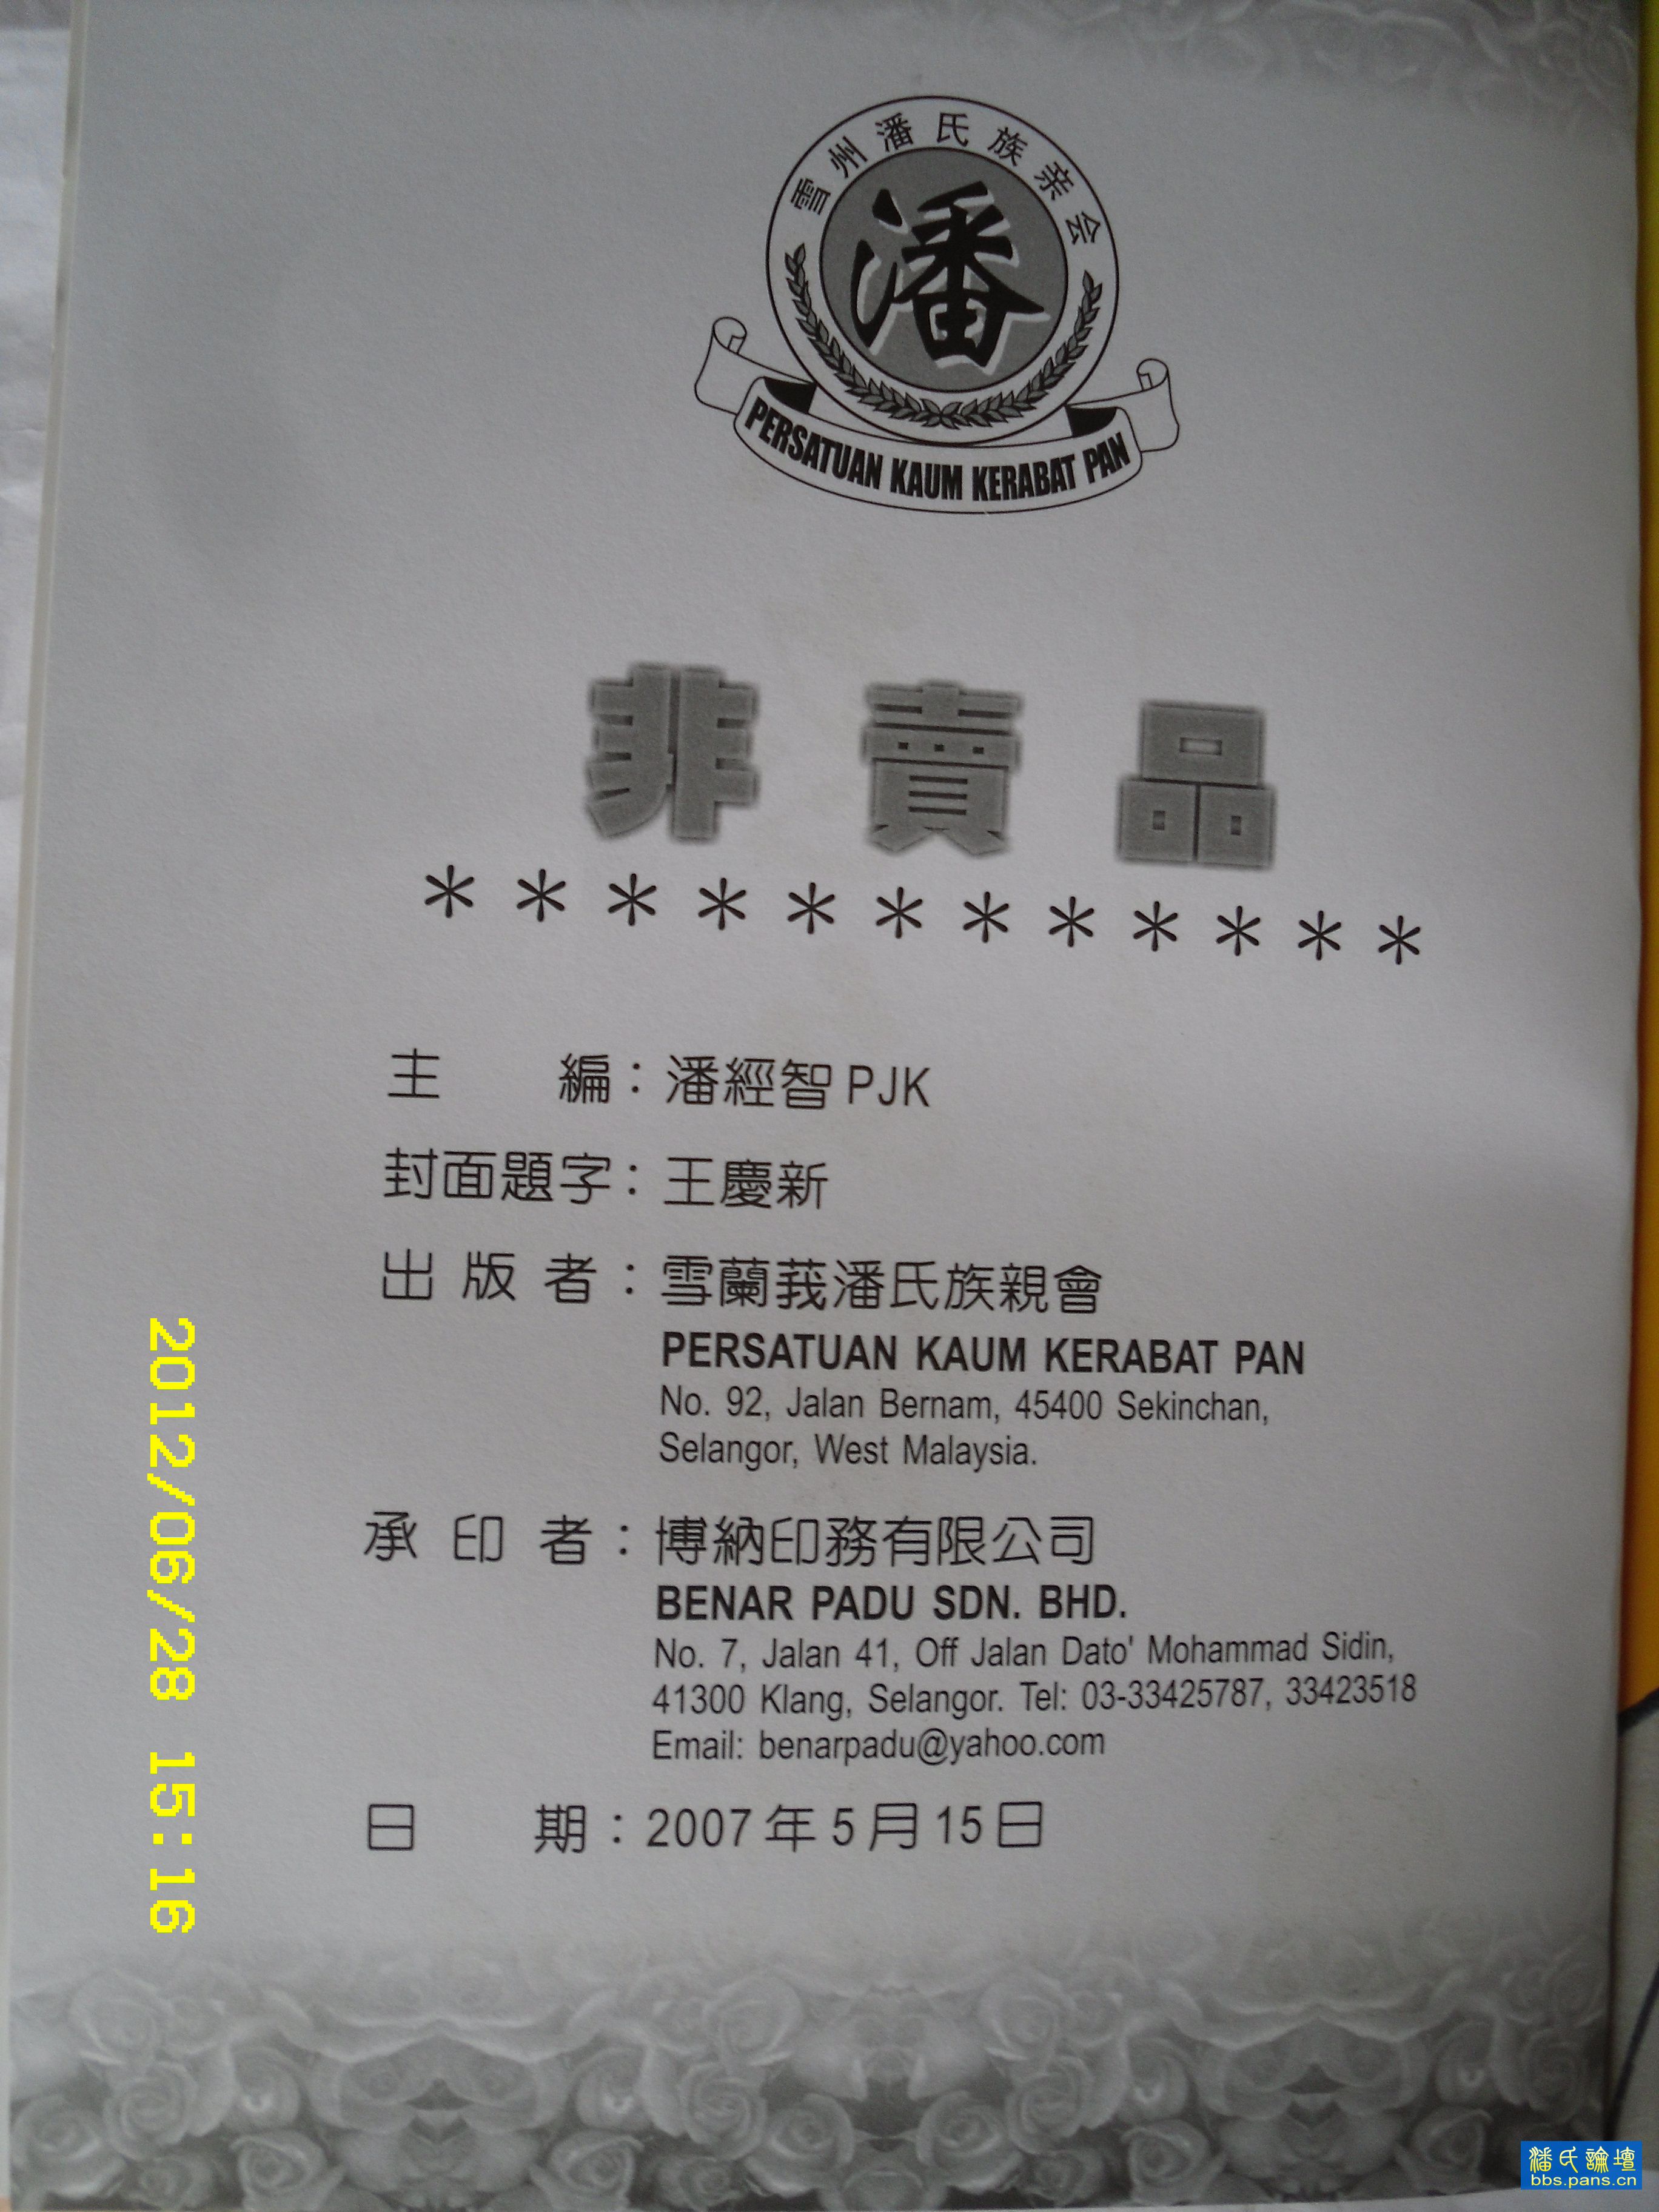 雪州潘氏族亲会
潘
PERSATUAN KAUM KERABAT PAN
非賣品
* * * * * * * * * * * *
主 編：潘經智 PJK
封面題字：王慶新
出版者：雪蘭莪潘氏族親會
PERSATUAN KAUM KERABAT PAN
No. 92, Jalan Bernam, 45400 Sekinchan,
Selangor, West Malaysia.
承印者：博納印務有限公司
BENAR PADU SDN. BHD.
No. 7, Jalan 41, Off Jalan Dato' Mohammad Sidin,
41300 Klang, Selangor. Tel: 03-33425787, 33423518
Email: benarpadu@yahoo.com
日 期：2007年5月15日
2012/06/28 15:16
潘氏論壇
bbs.pans.cn